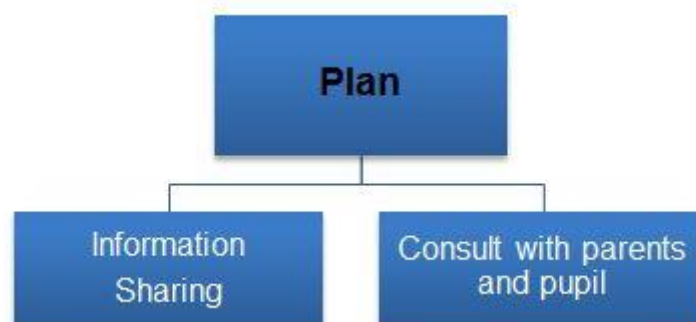 Plan
Information
Sharing
Consult with parents
and pupil